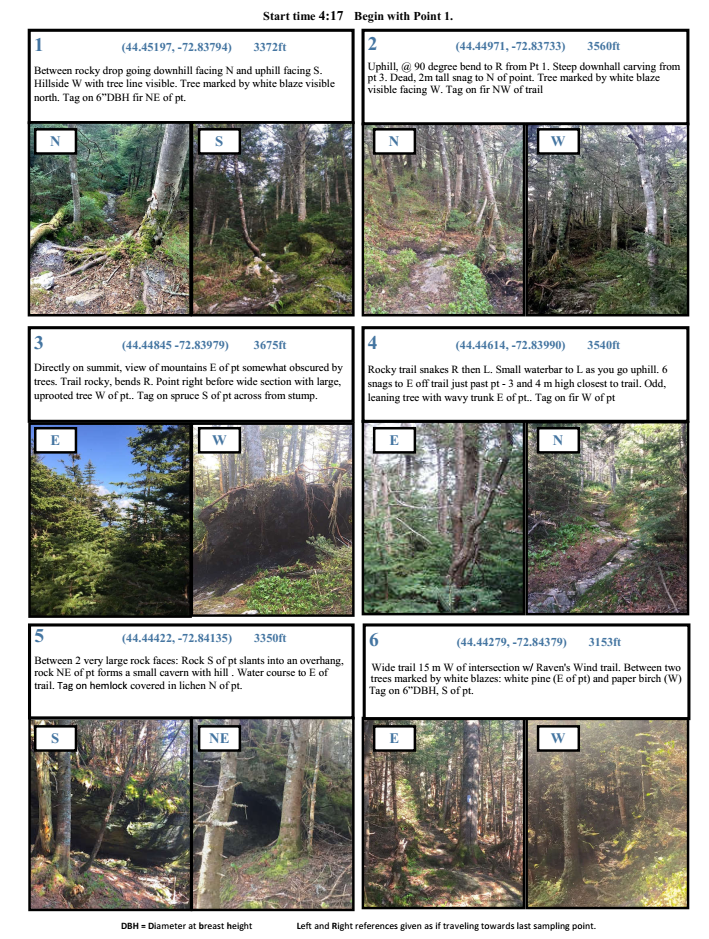 Start time 4:17 Begin with Point 1.
1 (44.45197, -72.83794) 3372ft
Between rocky drop going downhill facing N and uphill facing S.
Hillside W with tree line visible. Tree marked by white blaze visible
north. Tag on 6”DBH fir NE of pt.
N
S
2 (44.44971, -72.83733) 3560ft
Uphill, @ 90 degree bend to R from Pt 1. Steep downhall carving from
pt 3. Dead, 2m tall snag to N of point. Tree marked by white blaze
visible facing W. Tag on fir NW of trail
N
W
3 (44.44845 -72.83979) 3675ft
Directly on summit, view of mountains E of pt somewhat obscured by
trees. Trail rocky, bends R. Point right before wide section with large,
uprooted tree W of pt.. Tag on spruce S of pt across from stump.
E
W
4 (44.44614, -72.83990) 3540ft
Rocky trail snakes R then L. Small waterbar to L as you go uphill. 6
snags to E off trail just past pt - 3 and 4 m high closest to trail. Odd,
leaning tree with wavy trunk E of pt.. Tag on fir W of pt
E
N
5 (44.44422, -72.84135) 3350ft
Between 2 very large rock faces: Rock S of pt slants into an overhang,
rock NE of pt forms a small cavern with hill . Water course to E of
trail. Tag on hemlock covered in lichen N of pt.
S
NE
6 (44.44279, -72.84379) 3153ft
Wide trail 15 m W of intersection w/ Raven's Wind trail. Between two
trees marked by white blazes: white pine (E of pt) and paper birch (W)
Tag on 6”DBH, S of pt.
E
W
DBH = Diameter at breast height Left and Right references given as if traveling towards last sampling point.